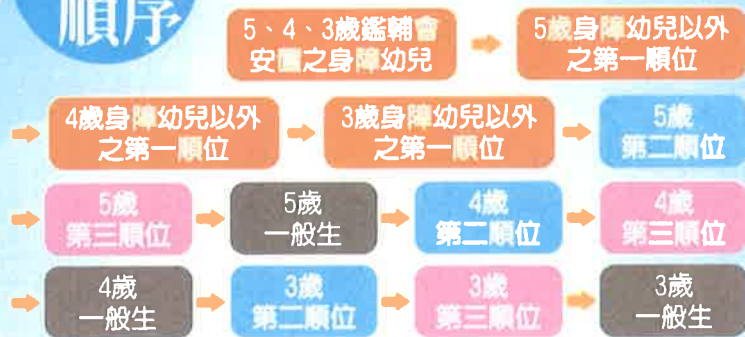 順序
5、4、3歲鑑輔會
安置之身障幼兒
5歲身障幼兒以外
之第一順位
4歲身障幼兒以外
之第一順位
3歲身障幼兒以外
之第一順位
5歲
第二順位
5歲
第三順位
5歲
一般生
4歲
第二順位
4歲
第三順位
4歲
一般生
3歲
第二順位
3歲
第三順位
3歲
一般生